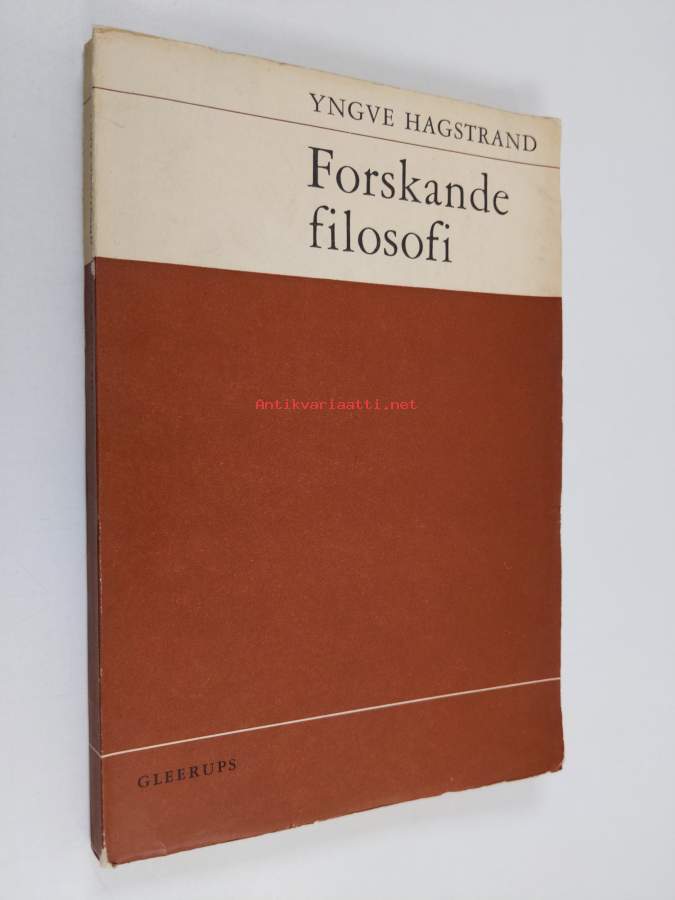 YNGVE HAGSTRAND
Forskande
filosofi
Antikvariaatti.net
GLEERUPS